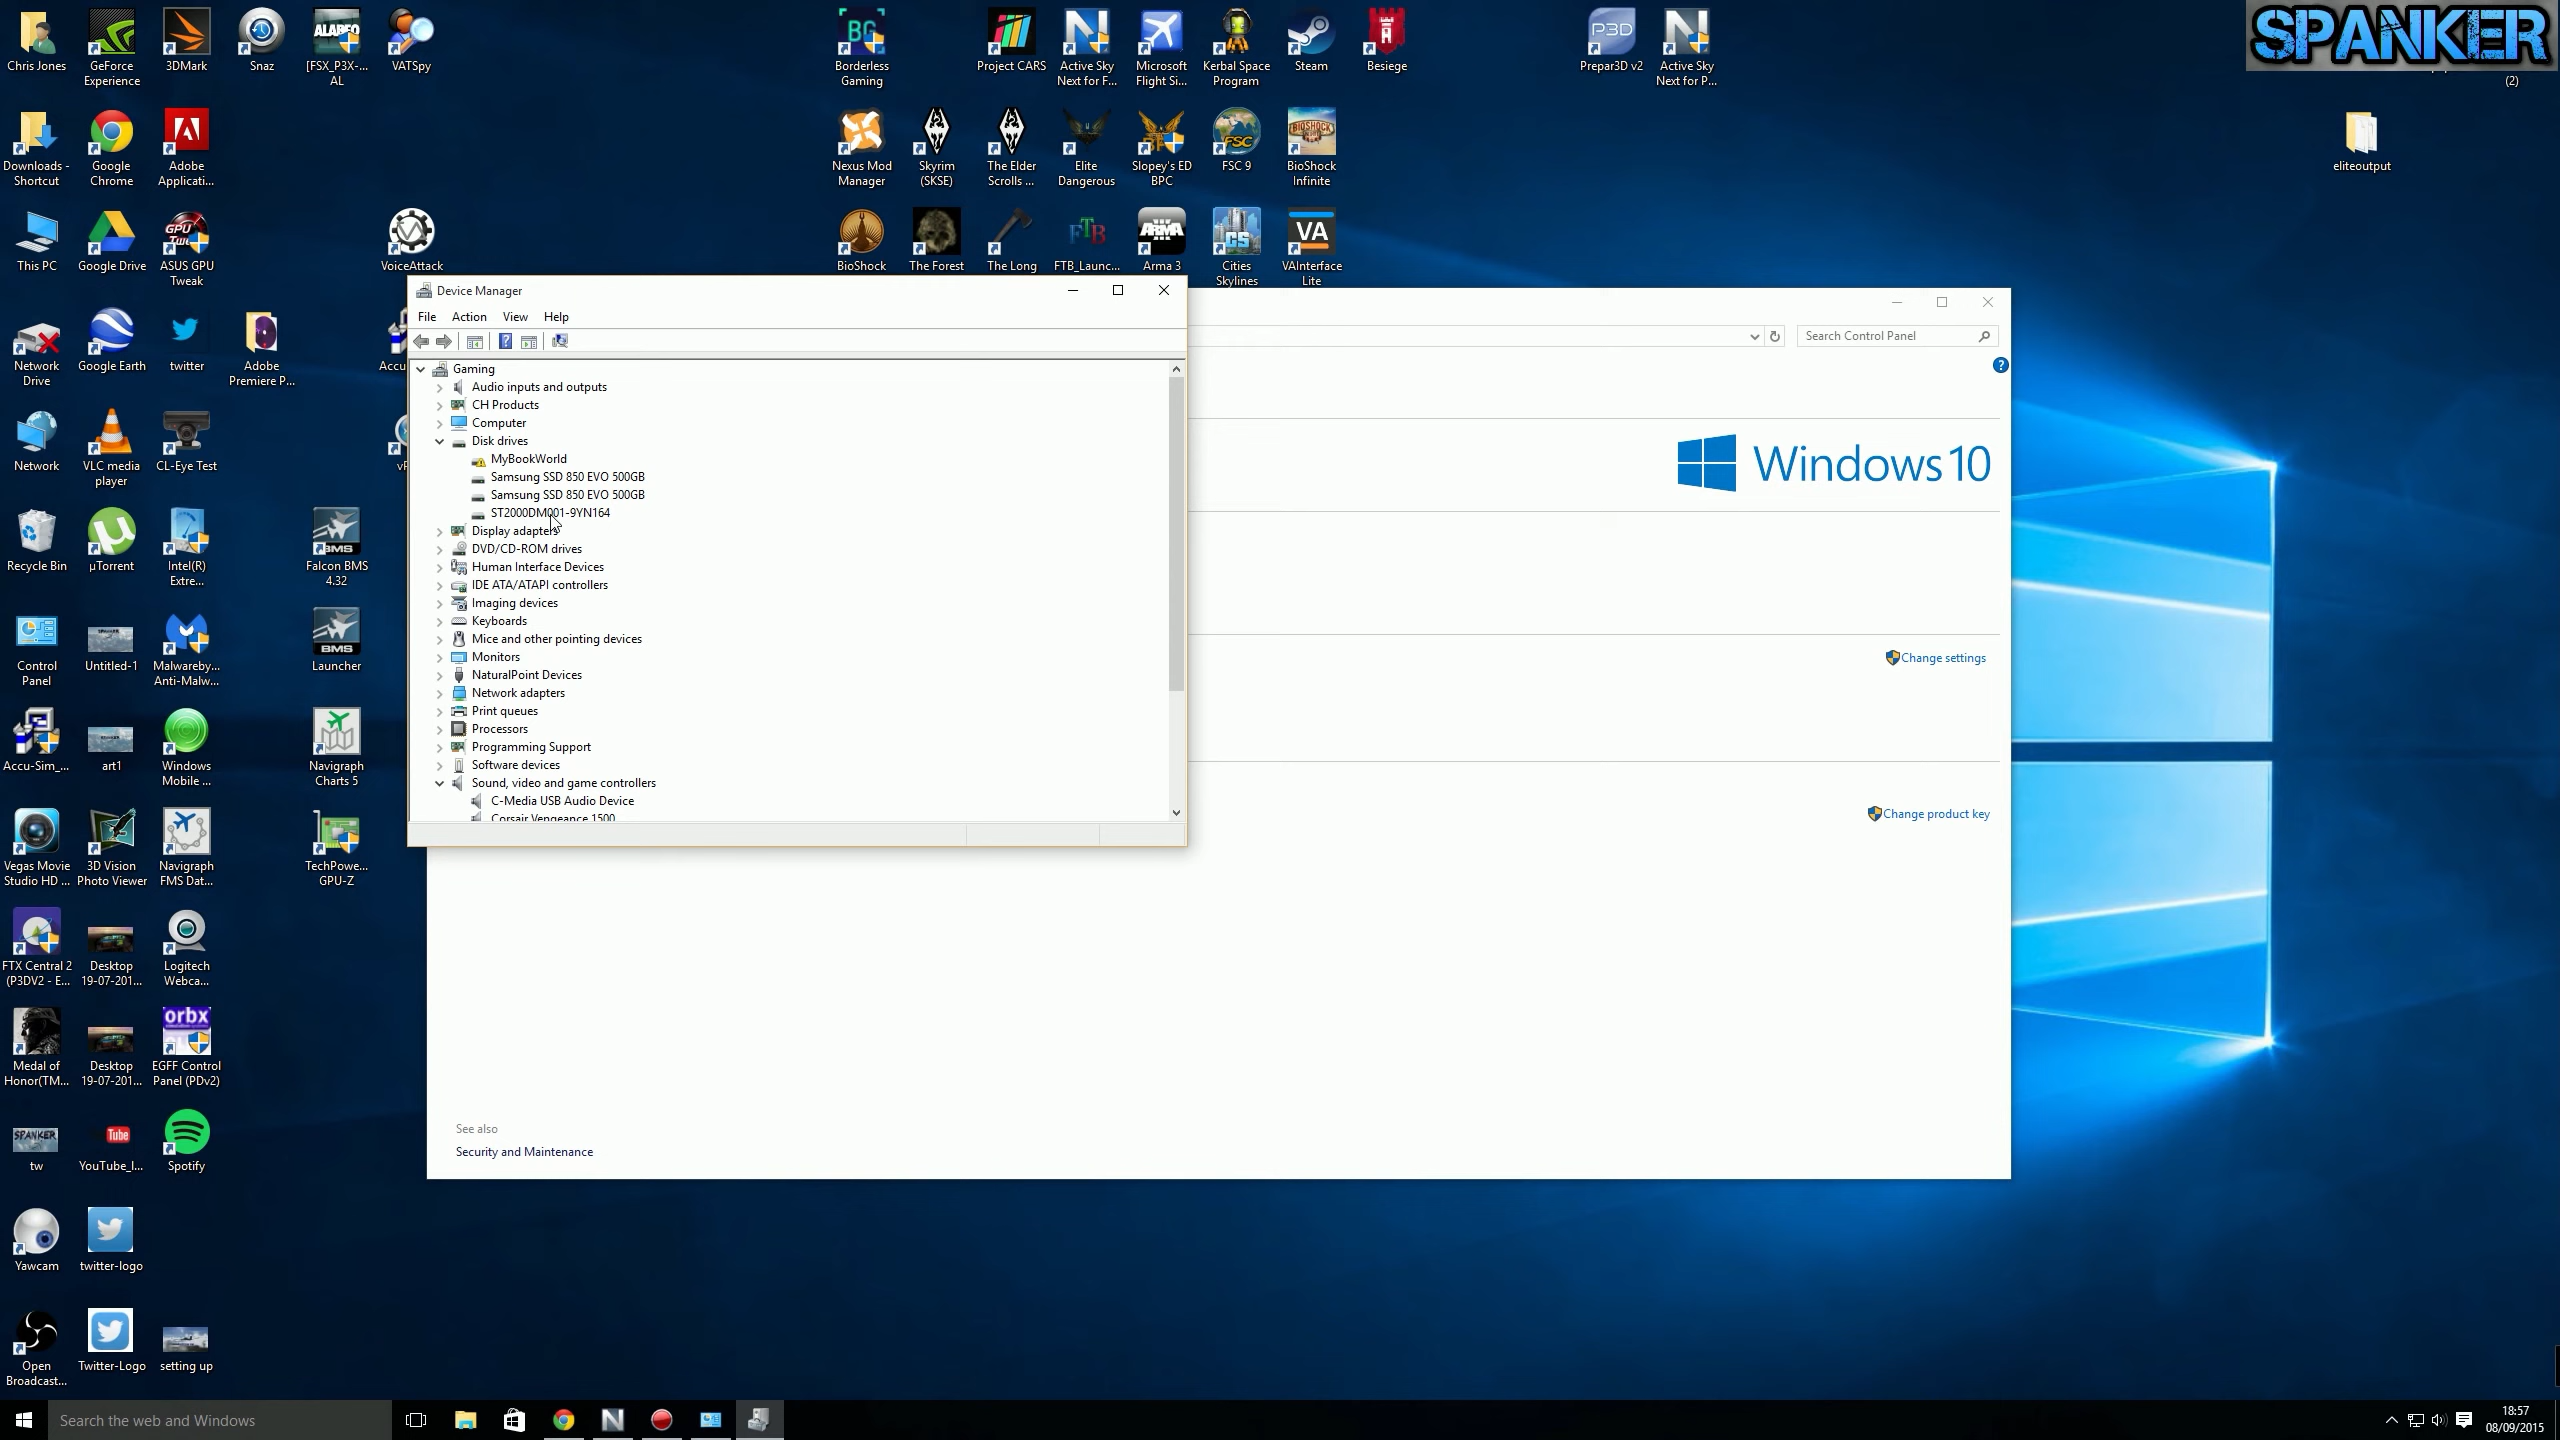 SPANKER
(2)
Chris Jones
GeForce
Experience
3DMark
Snaz
[FSX_P3X-...
AL
VATSpy
Borderless
Gaming
Project CARS
Active Sky
Next for F...
Microsoft
Flight Si...
Kerbal Space
Program
Steam
Besiege
Prepar3D v2
Active Sky
Next for P...
Downloads -
Shortcut
Google
Chrome
Adobe
Applicati...
Nexus Mod
Manager
Skyrim
(SKSE)
The Elder
Scrolls ...
Elite
Dangerous
Slopey's ED
BPC
FSC 9
BioShock
Infinite
eliteoutput
This PC
Google Drive
ASUS GPU
Tweak
VoiceAttack
BioShock
The Forest
The Long
FTB_Launc...
Arma 3
Cities
Skylines
VAInterface
Lite
Network
Drive
Google Earth
twitter
Adobe
Premiere P...
Accu
Network
VLC media
player
CL-Eye Test
Recycle Bin
µTorrent
Intel(R)
Extre...
Falcon BMS
4.32
Control
Panel
Untitled-1
Malwareby...
Anti-Malw...
Launcher
Accu-Sim_...
art1
Windows
Mobile ...
Navigraph
Charts 5
Vegas Movie
Studio HD ...
3D Vision
Photo Viewer
Navigraph
FMS Dat...
TechPowe...
GPU-Z
FTX Central 2
(P3DV2 - E...
Desktop
19-07-201...
Logitech
Webca...
Medal of
Honor(TM...
Desktop
19-07-201...
EGFF Control
Panel (PDv2)
tw
YouTube_l...
Spotify
Yawcam
twitter-logo
Open
Broadcast...
Twitter-Logo
setting up
Device Manager
File Action View Help
Gaming
Audio inputs and outputs
CH Products
Computer
Disk drives
MyBookWorld
Samsung SSD 850 EVO 500GB
Samsung SSD 850 EVO 500GB
ST2000DM001-9YN164
Display adapters
DVD/CD-ROM drives
Human Interface Devices
IDE ATA/ATAPI controllers
Imaging devices
Keyboards
Mice and other pointing devices
Monitors
NaturalPoint Devices
Network adapters
Print queues
Processors
Programming Support
Software devices
Sound, video and game controllers
C-Media USB Audio Device
Corsair Vengeance 1500
Search Control Panel
Windows 10
Change settings
Change product key
See also
Security and Maintenance
Search the web and Windows
18:57
08/09/2015